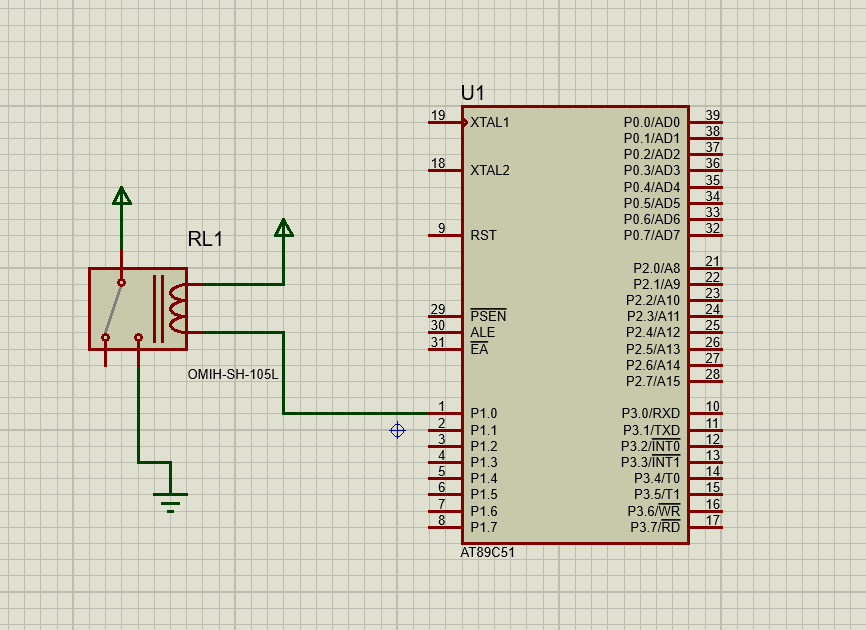 U1
19 XTAL1 P0.0/AD0 39
P0.1/AD1 38
P0.2/AD2 37
18 XTAL2 P0.3/AD3 36
P0.4/AD4 35
P0.5/AD5 34
P0.6/AD6 33
9 RST P0.7/AD7 32
RL1
P2.0/A8 21
P2.1/A9 22
P2.2/A10 23
29 PSEN P2.3/A11 24
30 ALE P2.4/A12 25
31 EA P2.5/A13 26
P2.6/A14 27
OMIH-SH-105L
P2.7/A15 28
1 P1.0 P3.0/RXD 10
2 P1.1 P3.1/TXD 11
3 P1.2 P3.2/INT0 12
4 P1.3 P3.3/INT1 13
5 P1.4 P3.4/T0 14
6 P1.5 P3.5/T1 15
7 P1.6 P3.6/WR 16
8 P1.7 P3.7/RD 17
AT89C51